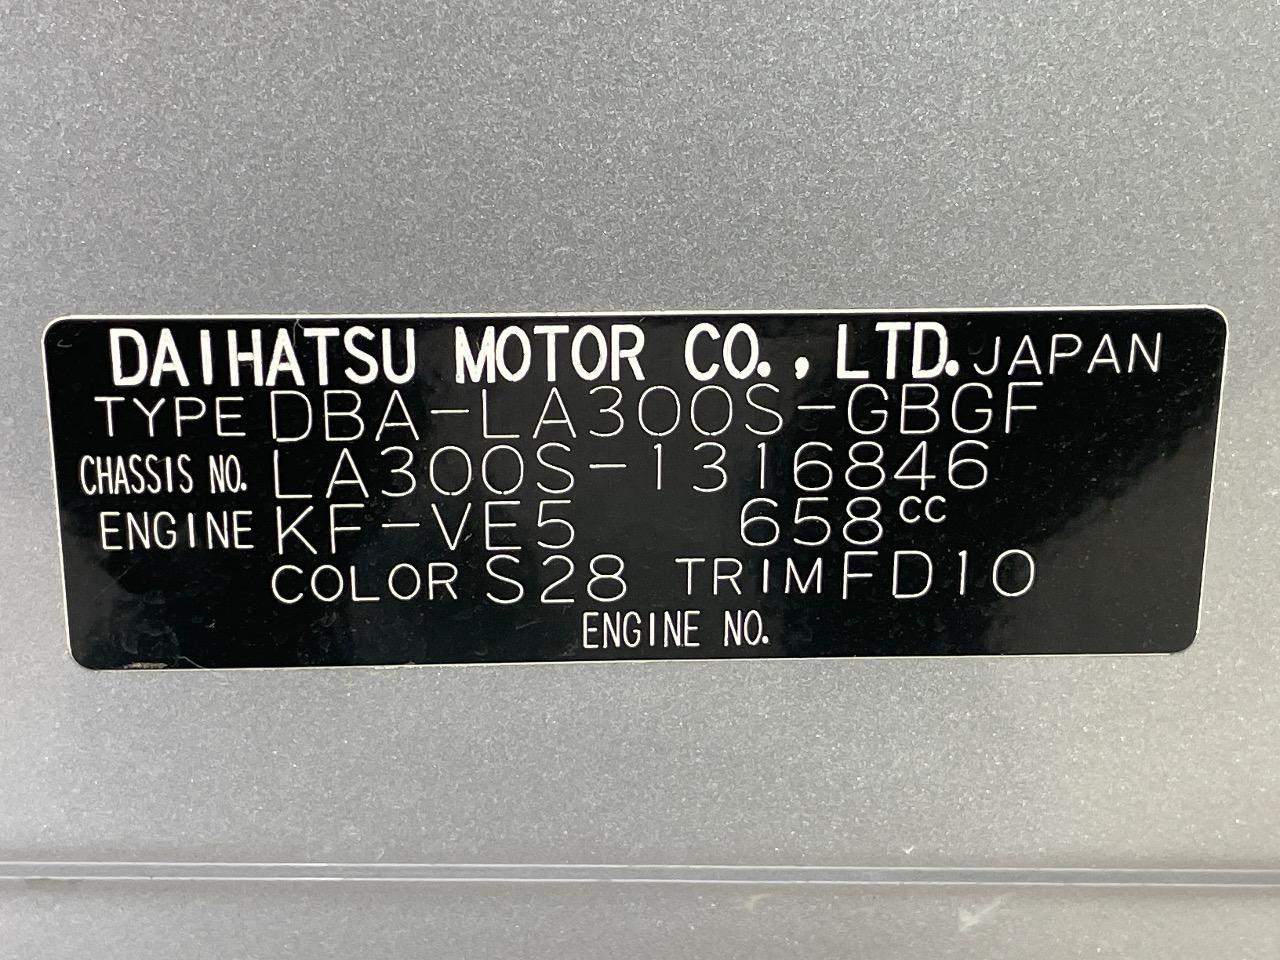 DAIHATSU MOTOR CO., LTD. JAPAN
TYPE DBA-LA300S-GBGF
CHASSIS NO. LA300S-1316846
ENGINE KF-VE5 658cc
COLOR S28 TRIM FD10
ENGINE NO.